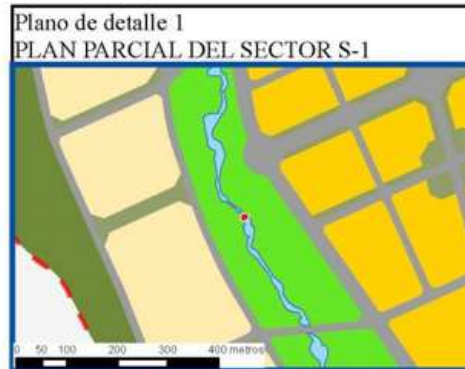 Plano de detalle 1
PLAN PARCIAL DEL SECTOR S-1
0 50 100 200 300 400 metros